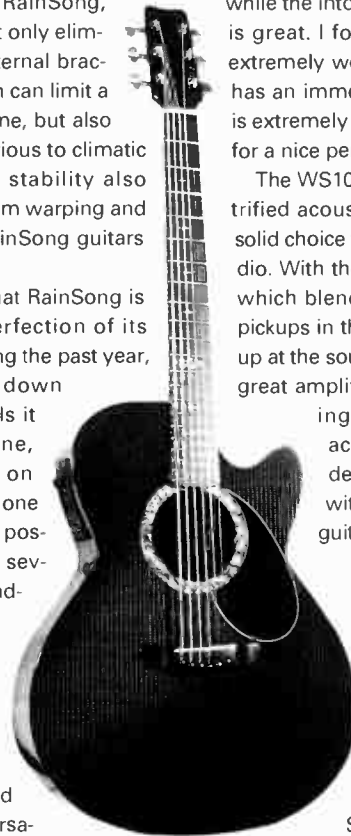 RainSong,
only elim-
ternal brac-
can limit a
ne, but also
ious to climatic
stability also
m warping and
inSong guitars
at RainSong is
erfection of its
ng the past year,
down
ls it
ne,
on
one
pos-
sev-
nd-
d
rsa-
while the into
is great. I fo
extremely we
has an imme
is extremely
for a nice pe
The WS10
trified acous
solid choice
dio. With th
which blend
pickups in th
up at the sou
great amplif
ing
ac
de
wit
guit
S